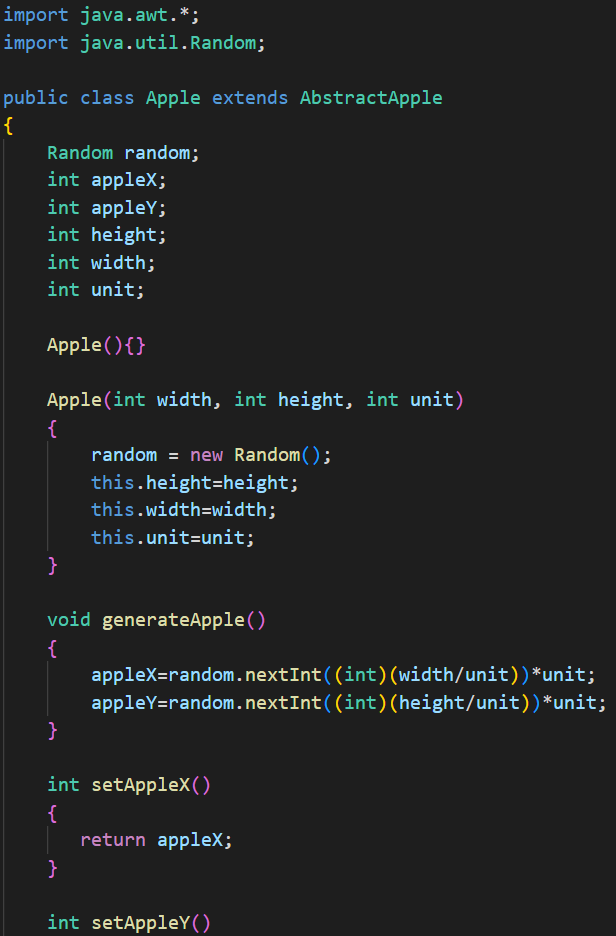 import java.awt.*;
import java.util.Random;
public class Apple extends AbstractApple
{
    Random random;
    int appleX;
    int appleY;
    int height;
    int width;
    int unit;
    Apple(){}
    Apple(int width, int height, int unit)
    {
        random = new Random();
        this.height=height;
        this.width=width;
        this.unit=unit;
    }
    void generateApple()
    {
        appleX=random.nextInt((int)(width/unit))*unit;
        appleY=random.nextInt((int)(height/unit))*unit;
    }
    int setAppleX()
    {
       return appleX;
    }
    int setAppleY()